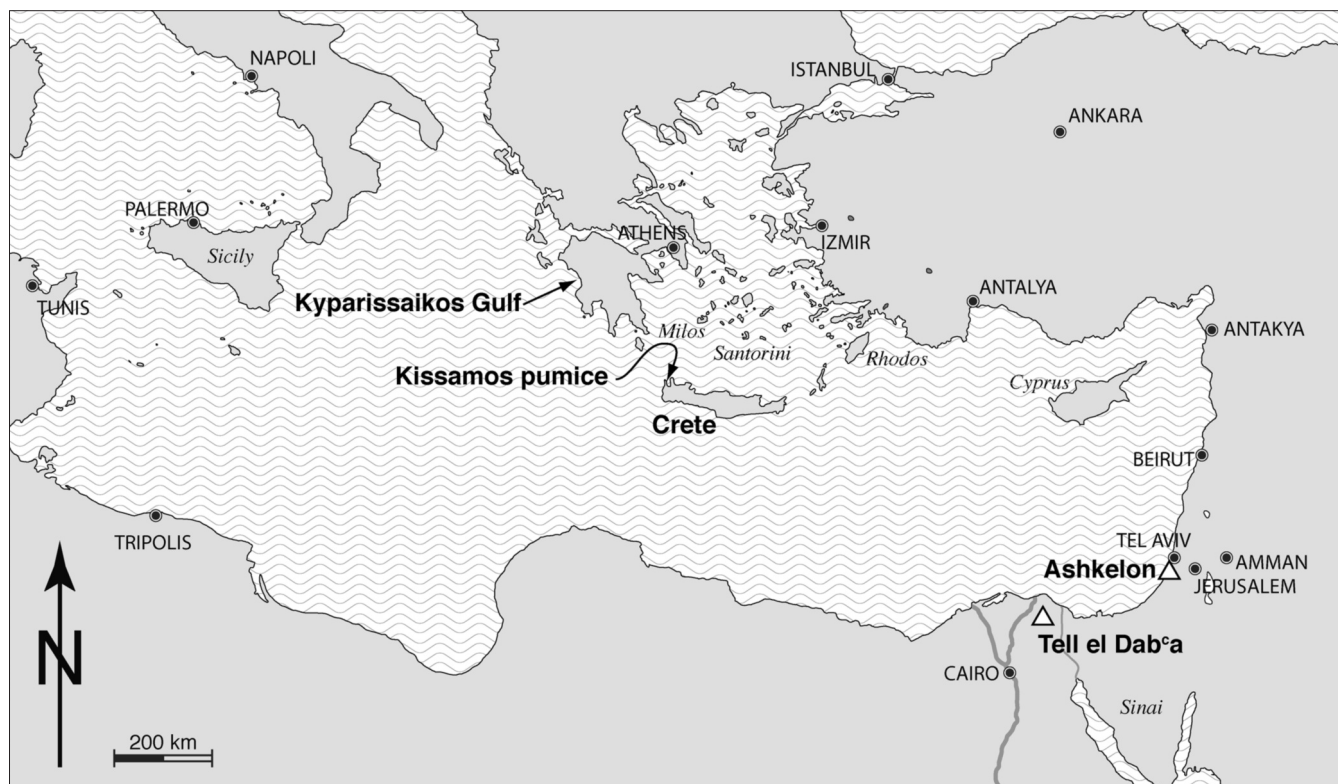 NAPOLI
ISTANBUL
ANKARA
PALERMO
Sicily
ATHENS
IZMIR
TUNIS
Kyparissaikos Gulf
ANTALYA
ANTAKYA
Milos
Santorini
Rhodos
Kissamos pumice
Cyprus
Crete
BEIRUT
TRIPOLIS
TEL AVIV
Ashkelon
AMMAN
JERUSALEM
Tell el Dabᶜa
CAIRO
N
Sinai
200 km